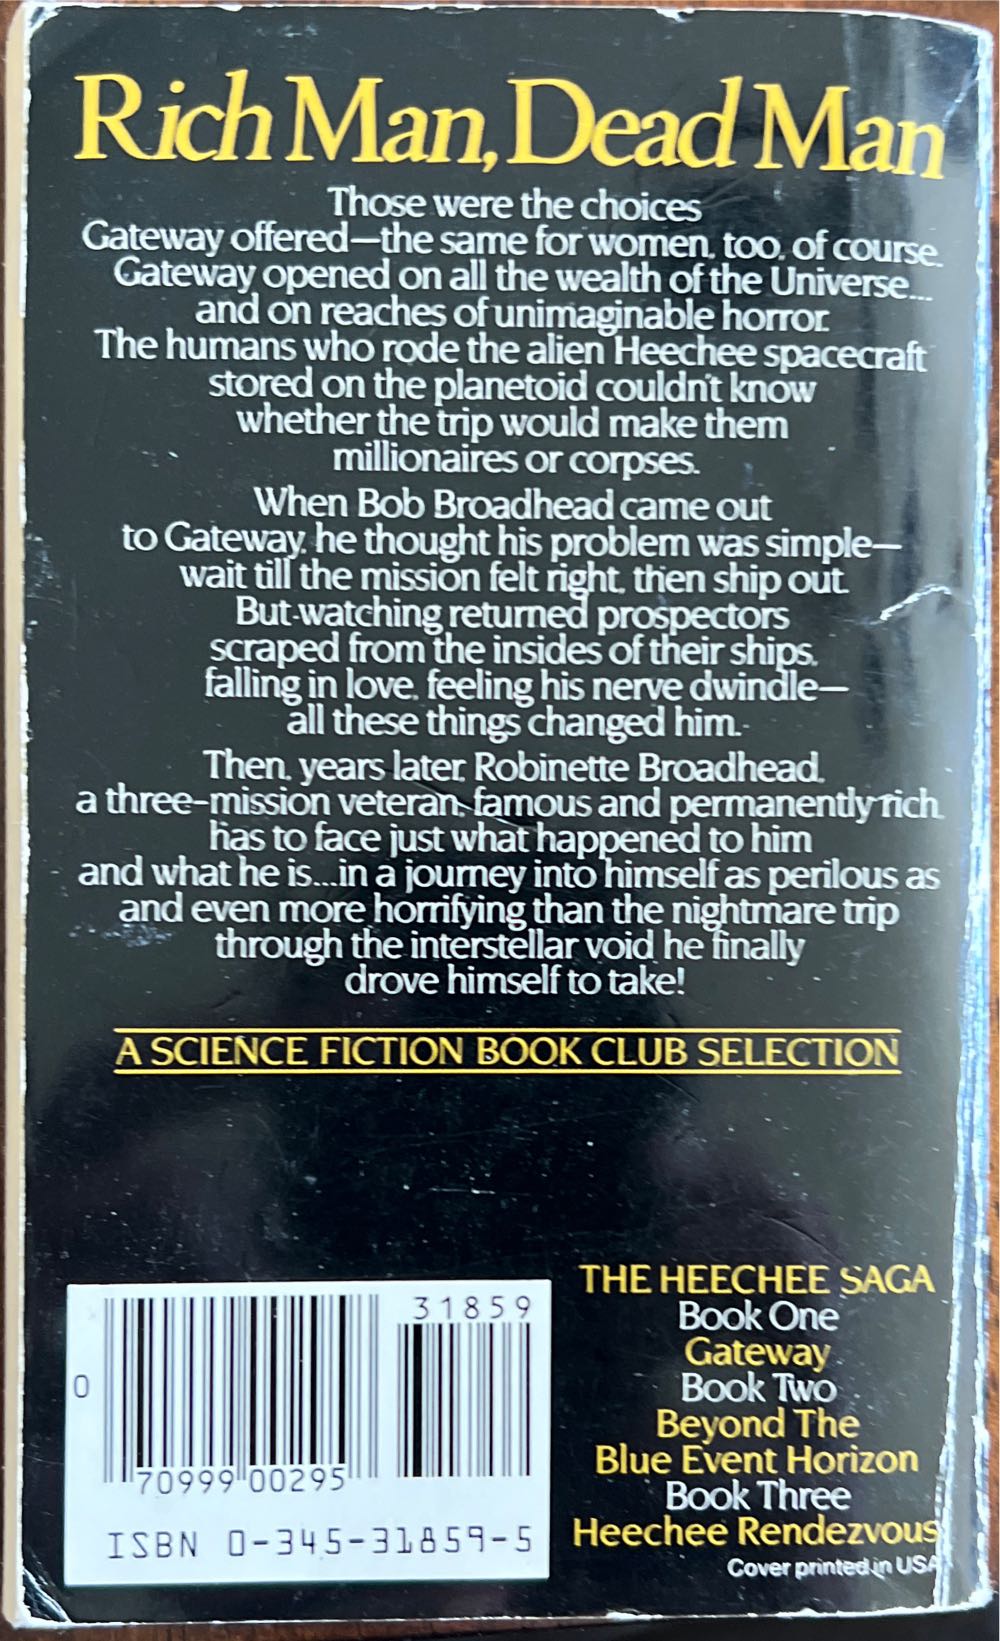 Rich Man, Dead Man
Those were the choices
Gateway offered—the same for women, too, of course.
Gateway opened on all the wealth of the Universe...
and on reaches of unimaginable horror.
The humans who rode the alien Heechee spacecraft
stored on the planetoid couldn't know
whether the trip would make them
millionaires or corpses.
When Bob Broadhead came out
to Gateway, he thought his problem was simple—
wait till the mission felt right, then ship out.
But watching returned prospectors
scraped from the insides of their ships,
falling in love, feeling his nerve dwindle—
all these things changed him.
Then, years later, Robinette Broadhead,
a three-mission veteran, famous and permanently rich,
has to face just what happened to him
and what he is...in a journey into himself as perilous as
and even more horrifying than the nightmare trip
through the interstellar void he finally
drove himself to take!
A SCIENCE FICTION BOOK CLUB SELECTION
31859
0
70999 00295
ISBN 0-345-31859-5
THE HEECHEE SAGA
Book One
Gateway
Book Two
Beyond The
Blue Event Horizon
Book Three
Heechee Rendezvous
Cover printed in USA